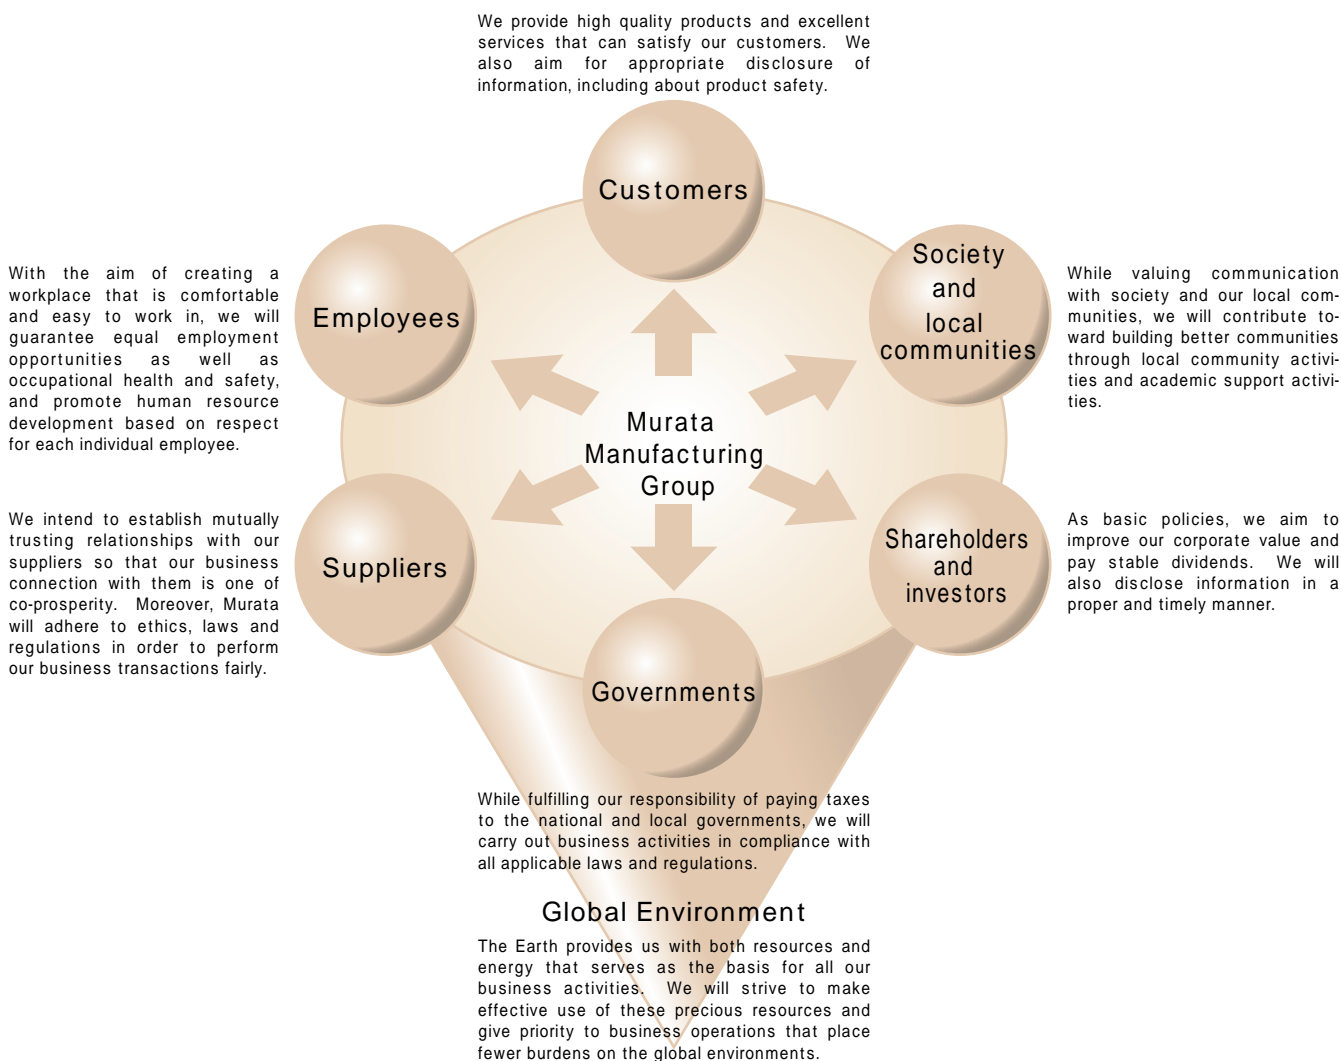 We provide high quality products and excellent
services that can satisfy our customers. We
also aim for appropriate disclosure of
information, including about product safety.
Customers
Employees
Society
and
local
communities
With the aim of creating a
workplace that is comfortable
and easy to work in, we will
guarantee equal employment
opportunities as well as
occupational health and safety,
and promote human resource
development based on respect
for each individual employee.
While valuing communication
with society and our local com-
munities, we will contribute to-
ward building better communities
through local community activi-
ties and academic support activi-
ties.
Murata
Manufacturing
Group
We intend to establish mutually
trusting relationships with our
suppliers so that our business
connection with them is one of
co-prosperity. Moreover, Murata
will adhere to ethics, laws and
regulations in order to perform
our business transactions fairly.
Suppliers
Shareholders
and
investors
As basic policies, we aim to
improve our corporate value and
pay stable dividends. We will
also disclose information in a
proper and timely manner.
Governments
While fulfilling our responsibility of paying taxes
to the national and local governments, we will
carry out business activities in compliance with
all applicable laws and regulations.
Global Environment
The Earth provides us with both resources and
energy that serves as the basis for all our
business activities. We will strive to make
effective use of these precious resources and
give priority to business operations that place
fewer burdens on the global environments.